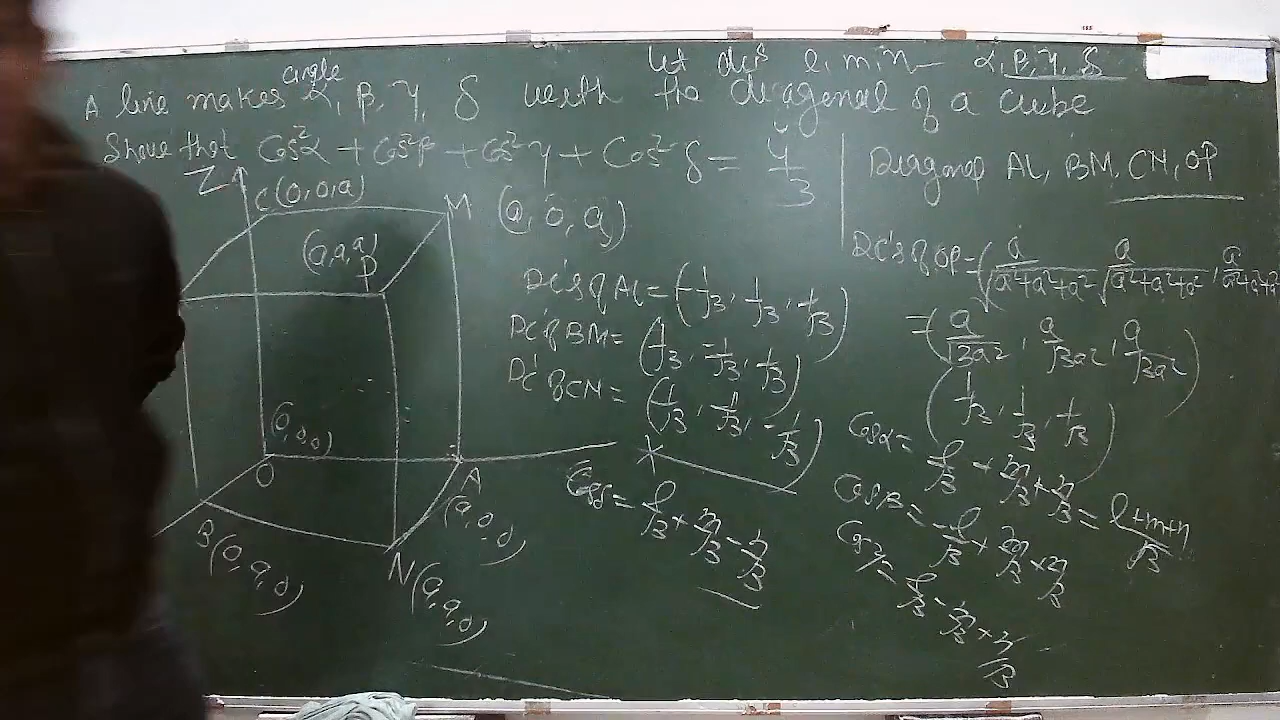 Let dc's l, m, n α, β, γ, δ
angle
A line makes α, β, γ, δ with the diagonal of a cube
Show that Cos²α + Cos²β + Cos²γ + Cos²δ = 4/3
Diagonal AL, BM, CN, OP
Z
C(0,0,a)
M (a, 0, a)
(a,a,a)
P
(0,0,0)
O
A
(a,0,0)
B(0,a,0)
N(a,a,0)
DC's of AL = (-1/√3, 1/√3, 1/√3)
DC of BM = (1/√3, -1/√3, 1/√3)
DC of CN = (1/√3, 1/√3, -1/√3)
Cosδ = l/√3 + m/√3 - n/√3
DC's of OP = (a/√a²+a²+a², a/√a²+a²+a², a/√a²+a²+a²
= (a/√3a², a/√3a², a/√3a²)
(1/√3, 1/√3, 1/√3)
Cosα = l/√3 + m/√3 + n/√3 = l+m+n/√3
Cosβ = -l/√3 + m/√3 + n/√3
Cosγ = l/√3 - m/√3 + n/√3